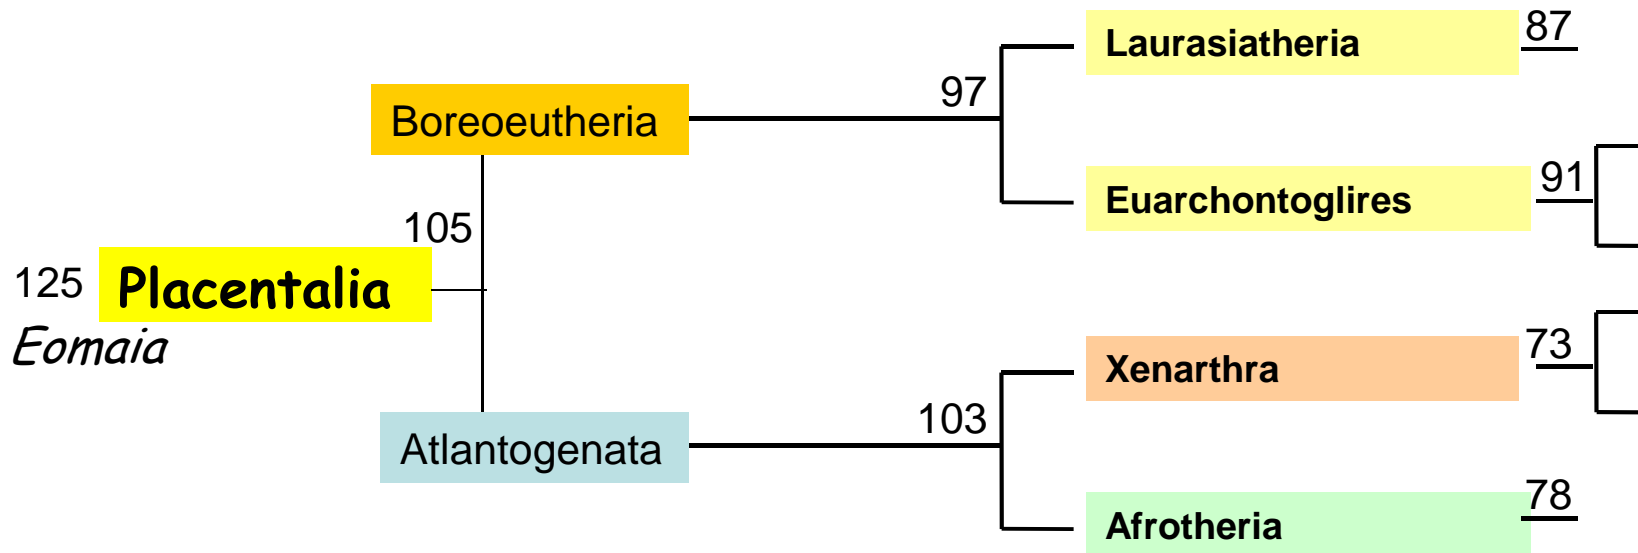 Laurasiatheria 87
97
Boreoeutheria
Euarchontoglires 91
105
125 Placentalia
Eomaia
Xenarthra 73
103
Atlantogenata
Afrotheria 78